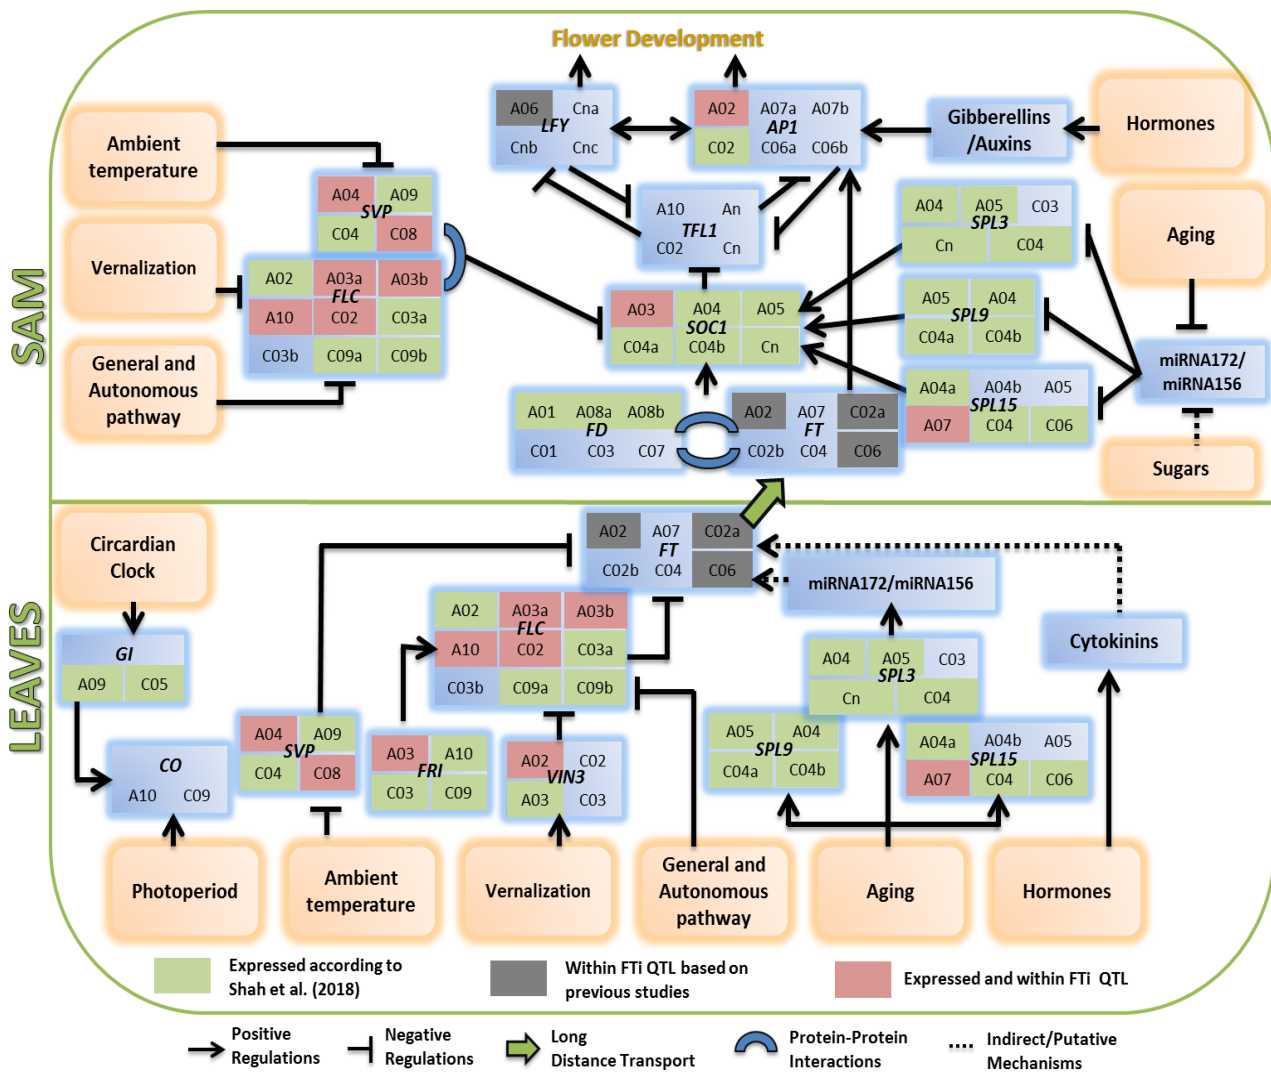 Flower Development
SAM
Ambient
temperature
Vernalization
General and
Autonomous
pathway
A04 A09
SVP
C04 C08
A02 A03a A03b
FLC
A10 C02 C03a
C03b C09a C09b
A06 Cna
LFY
Cnb Cnc
A02 A07a A07b
AP1
C02 C06a C06b
Gibberellins
/Auxins
Hormones
A10 An
TFL1
C02 Cn
A04 A05 C03
SPL3
Cn C04
Aging
A03 A04 A05
SOC1
C04a C04b Cn
A05 A04
SPL9
C04a C04b
miRNA172/
miRNA156
A04a A04b A05
SPL15
A07 C04 C06
Sugars
A01 A08a A08b
FD
C01 C03 C07
A02 A07 C02a
FT
C02b C04 C06
LEAVES
Circardian
Clock
GI
A09 C05
CO
A10 C09
A02 A07 C02a
FT
C02b C04 C06
miRNA172/miRNA156
A02 A03a A03b
FLC
A10 C02 C03a
C03b C09a C09b
Cytokinins
A04 A05 C03
SPL3
Cn C04
A04 A09
SVP
C04 C08
A03 A10
FRI
C03 C09
A02 C02
VIN3
A03 C03
A05 A04
SPL9
C04a C04b
A04a A04b A05
SPL15
A07 C04 C06
Photoperiod
Ambient
temperature
Vernalization
General and
Autonomous
pathway
Aging
Hormones
Expressed according to
Shah et al. (2018)
Within FTi QTL based on
previous studies
Expressed and within FTi QTL
Positive
Regulations
Negative
Regulations
Long
Distance Transport
Protein-Protein
Interactions
Indirect/Putative
Mechanisms